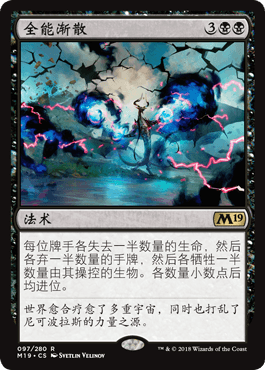 全能渐散 3
法术 M19
每位牌手各失去一半数量的生命，然后
各弃一半数量的手牌，然后各牺牲一半
数量由其操控的生物。各数量小数点后
均进位。
世界愈合疗愈了多重宇宙，同时也打乱了
尼可波拉斯的力量之源。
097/280 R
M19 • CS SVETLIN VELINOV
™ & © 2018 Wizards of the Coast